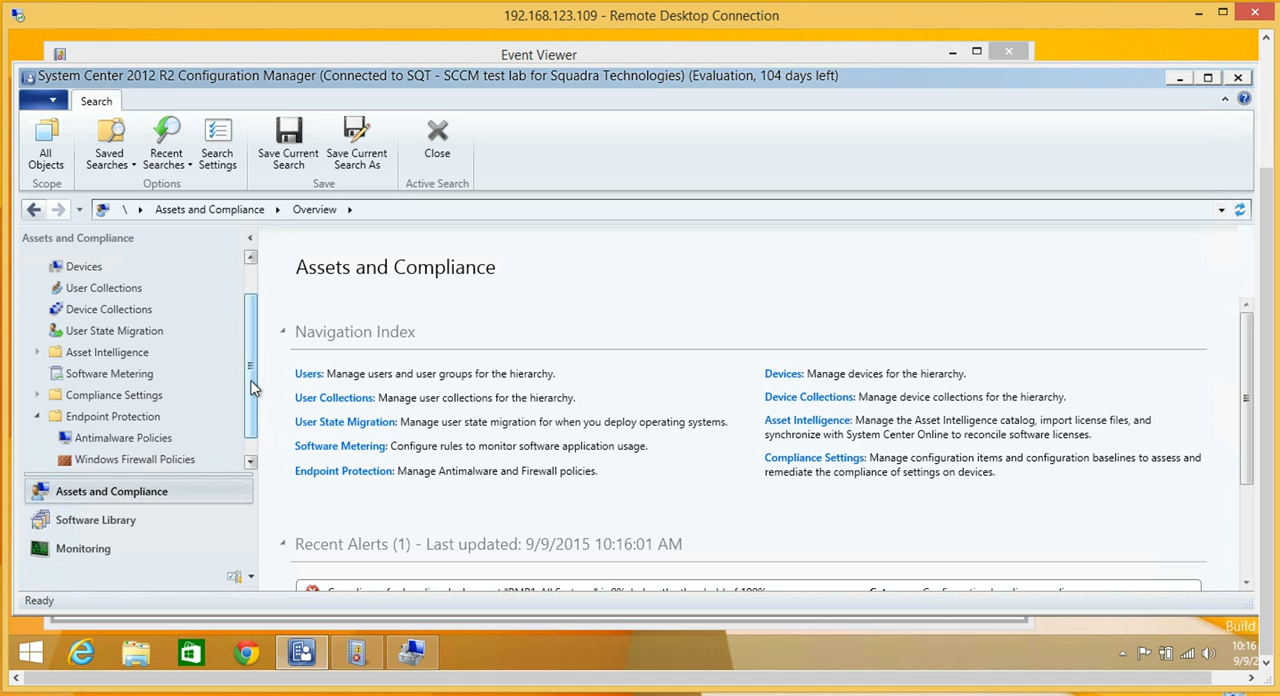 192.168.123.109 - Remote Desktop Connection
Event Viewer
System Center 2012 R2 Configuration Manager (Connected to SQT - SCCM test lab for Squadra Technologies) (Evaluation, 104 days left)
Search
All Objects
Saved Searches
Recent Searches
Search Settings
Save Current Search
Save Current Search As
Close
Scope
Options
Save
Active Search
\ Assets and Compliance Overview
Assets and Compliance
Devices
User Collections
Device Collections
User State Migration
Asset Intelligence
Software Metering
Compliance Settings
Endpoint Protection
Antimalware Policies
Windows Firewall Policies
Assets and Compliance
Software Library
Monitoring
Assets and Compliance
Navigation Index
Users: Manage users and user groups for the hierarchy.
User Collections: Manage user collections for the hierarchy.
User State Migration: Manage user state migration for when you deploy operating systems.
Software Metering: Configure rules to monitor software application usage.
Endpoint Protection: Manage Antimalware and Firewall policies.
Devices: Manage devices for the hierarchy.
Device Collections: Manage device collections for the hierarchy.
Asset Intelligence: Manage the Asset Intelligence catalog, import license files, and
synchronize with System Center Online to reconcile software licenses.
Compliance Settings: Manage configuration items and configuration baselines to assess and
remediate the compliance of settings on devices.
Recent Alerts (1) - Last updated: 9/9/2015 10:16:01 AM
Ready
Build
10:16
9/9/2